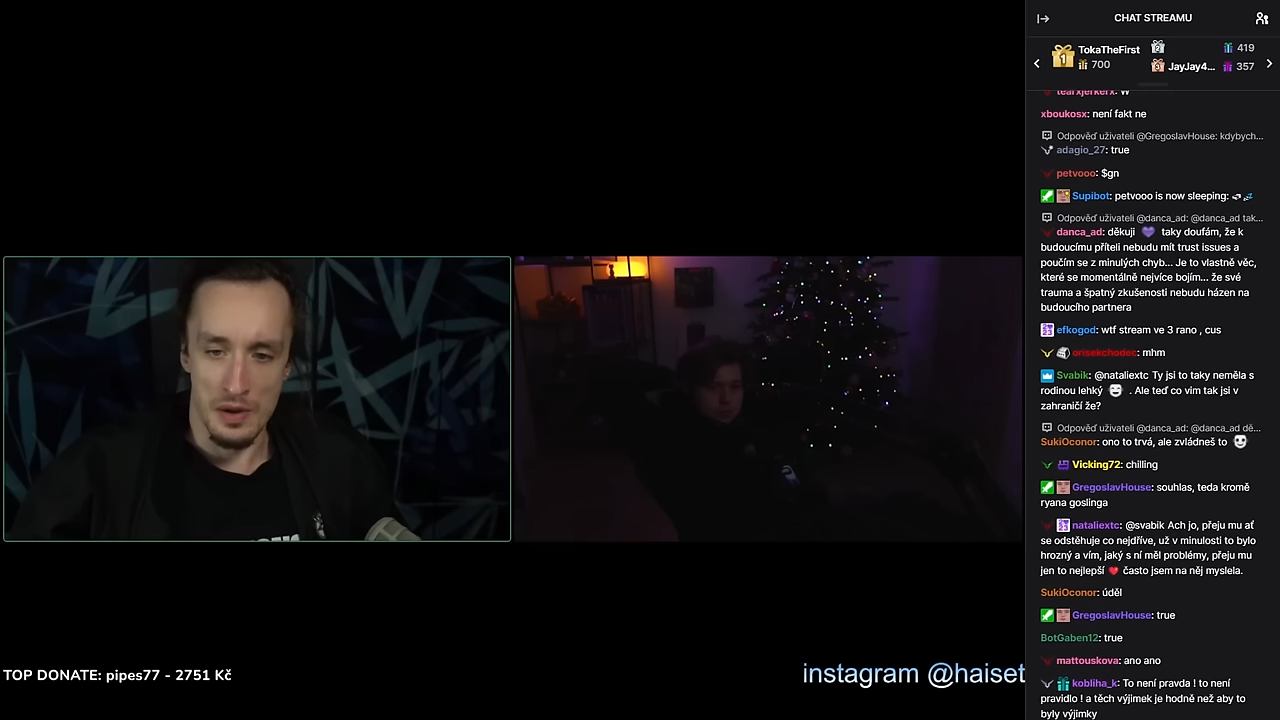 CHAT STREAMU
1
TokaTheFirst
700
2
419
3
JayJay4...
357
tearxjerkerx: W
xboukosx: není fakt ne
Odpověď uživateli @GregoslavHouse: kdybych...
adagio_27: true
petvooo: $gn
Supibot: petvooo is now sleeping:
Odpověď uživateli @danca_ad: @danca_ad tak...
danca_ad: děkuji taky doufám, že k
budoucímu příteli nebudu mít trust issues a
poučím se z minulých chyb... Je to vlastně věc,
které se momentálně nejvíce bojím... že své
trauma a špatný zkušenosti nebudu házen na
budoucího partnera
efkogod: wtf stream ve 3 rano , cus
orisekchodec: mhm
Svabik: @nataliextc Ty jsi to taky neměla s
rodinou lehký . Ale teď co vim tak jsi v
zahraničí že?
Odpověď uživateli @danca_ad: @danca_ad dě...
SukiOconor: ono to trvá, ale zvládneš to
Vicking72: chilling
GregoslavHouse: souhlas, teda kromě
ryana goslinga
nataliextc: @svabik Ach jo, přeju mu ať
se odstěhuje co nejdříve, už v minulosti to bylo
hrozný a vím, jaký s ní měl problémy, přeju mu
jen to nejlepší často jsem na něj myslela.
SukiOconor: úděl
GregoslavHouse: true
BotGaben12: true
mattouskova: ano ano
kobliha_k: To není pravda ! to není
pravidlo ! a těch výjimek je hodně než aby to
byly výjimky
TOP DONATE: pipes77 - 2751 Kč
instagram @haiset